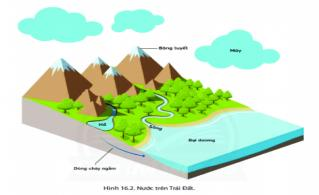 Băng tuyết
Mây
Hồ
Sông
Đại dương
Dòng chảy ngầm
Hình 16.2. Nước trên Trái Đất.